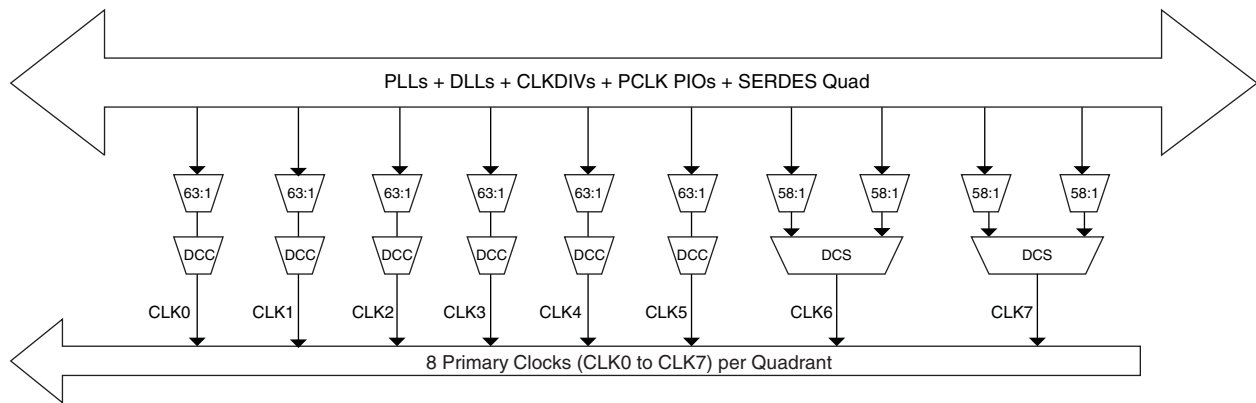 PLLs + DLLs + CLKDIVs + PCLK PIOs + SERDES Quad
63:1 63:1 63:1 63:1 63:1 63:1 58:1 58:1 58:1 58:1
DCC DCC DCC DCC DCC DCC DCS DCS
CLK0 CLK1 CLK2 CLK3 CLK4 CLK5 CLK6 CLK7
8 Primary Clocks (CLK0 to CLK7) per Quadrant